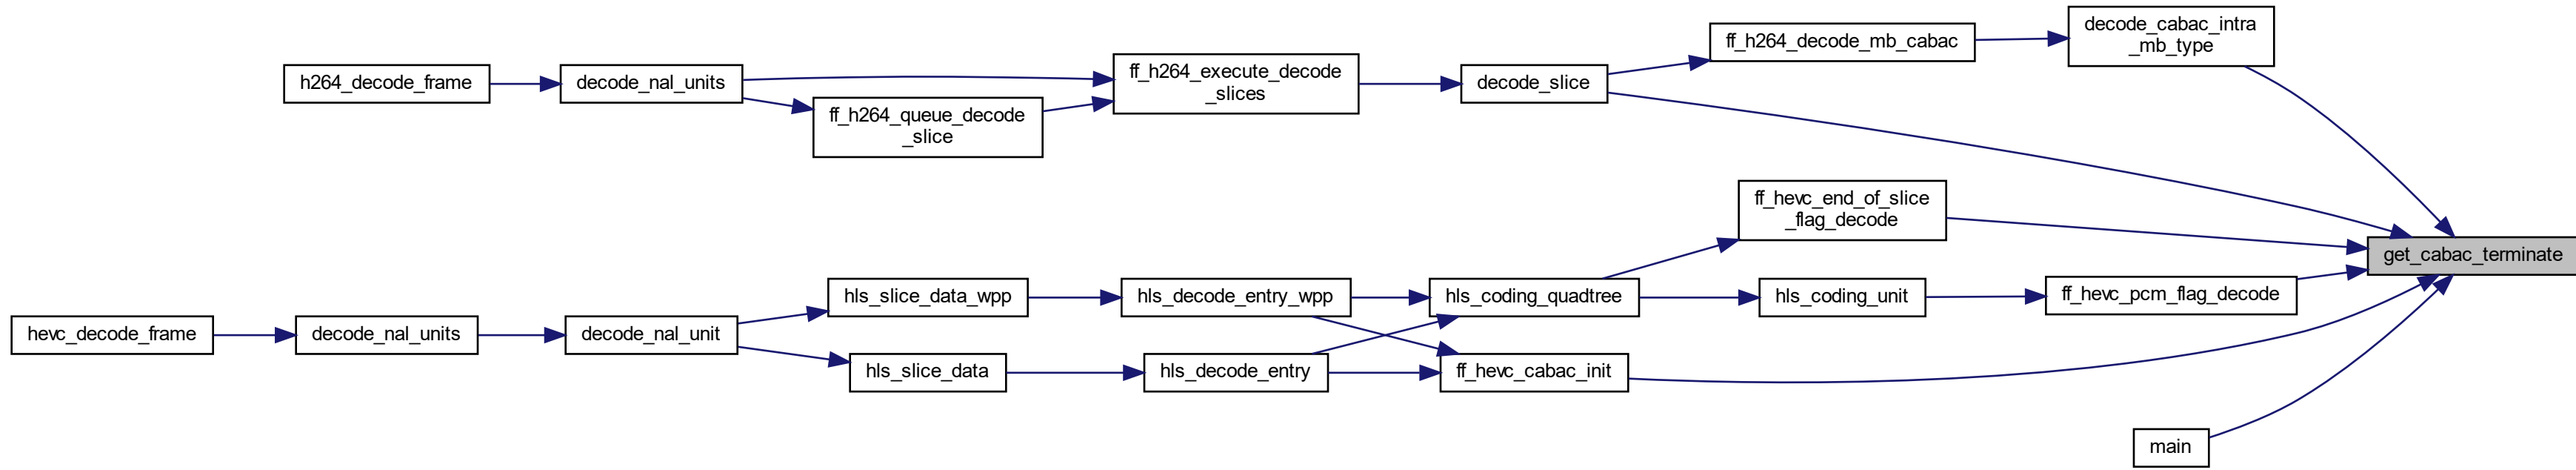 decode_cabac_intra
_mb_type
ff_h264_decode_mb_cabac
h264_decode_frame
decode_nal_units
ff_h264_execute_decode
_slices
decode_slice
ff_h264_queue_decode
_slice
ff_hevc_end_of_slice
_flag_decode
get_cabac_terminate
hls_slice_data_wpp
hls_decode_entry_wpp
hls_coding_quadtree
hls_coding_unit
ff_hevc_pcm_flag_decode
hevc_decode_frame
decode_nal_units
decode_nal_unit
hls_slice_data
hls_decode_entry
ff_hevc_cabac_init
main